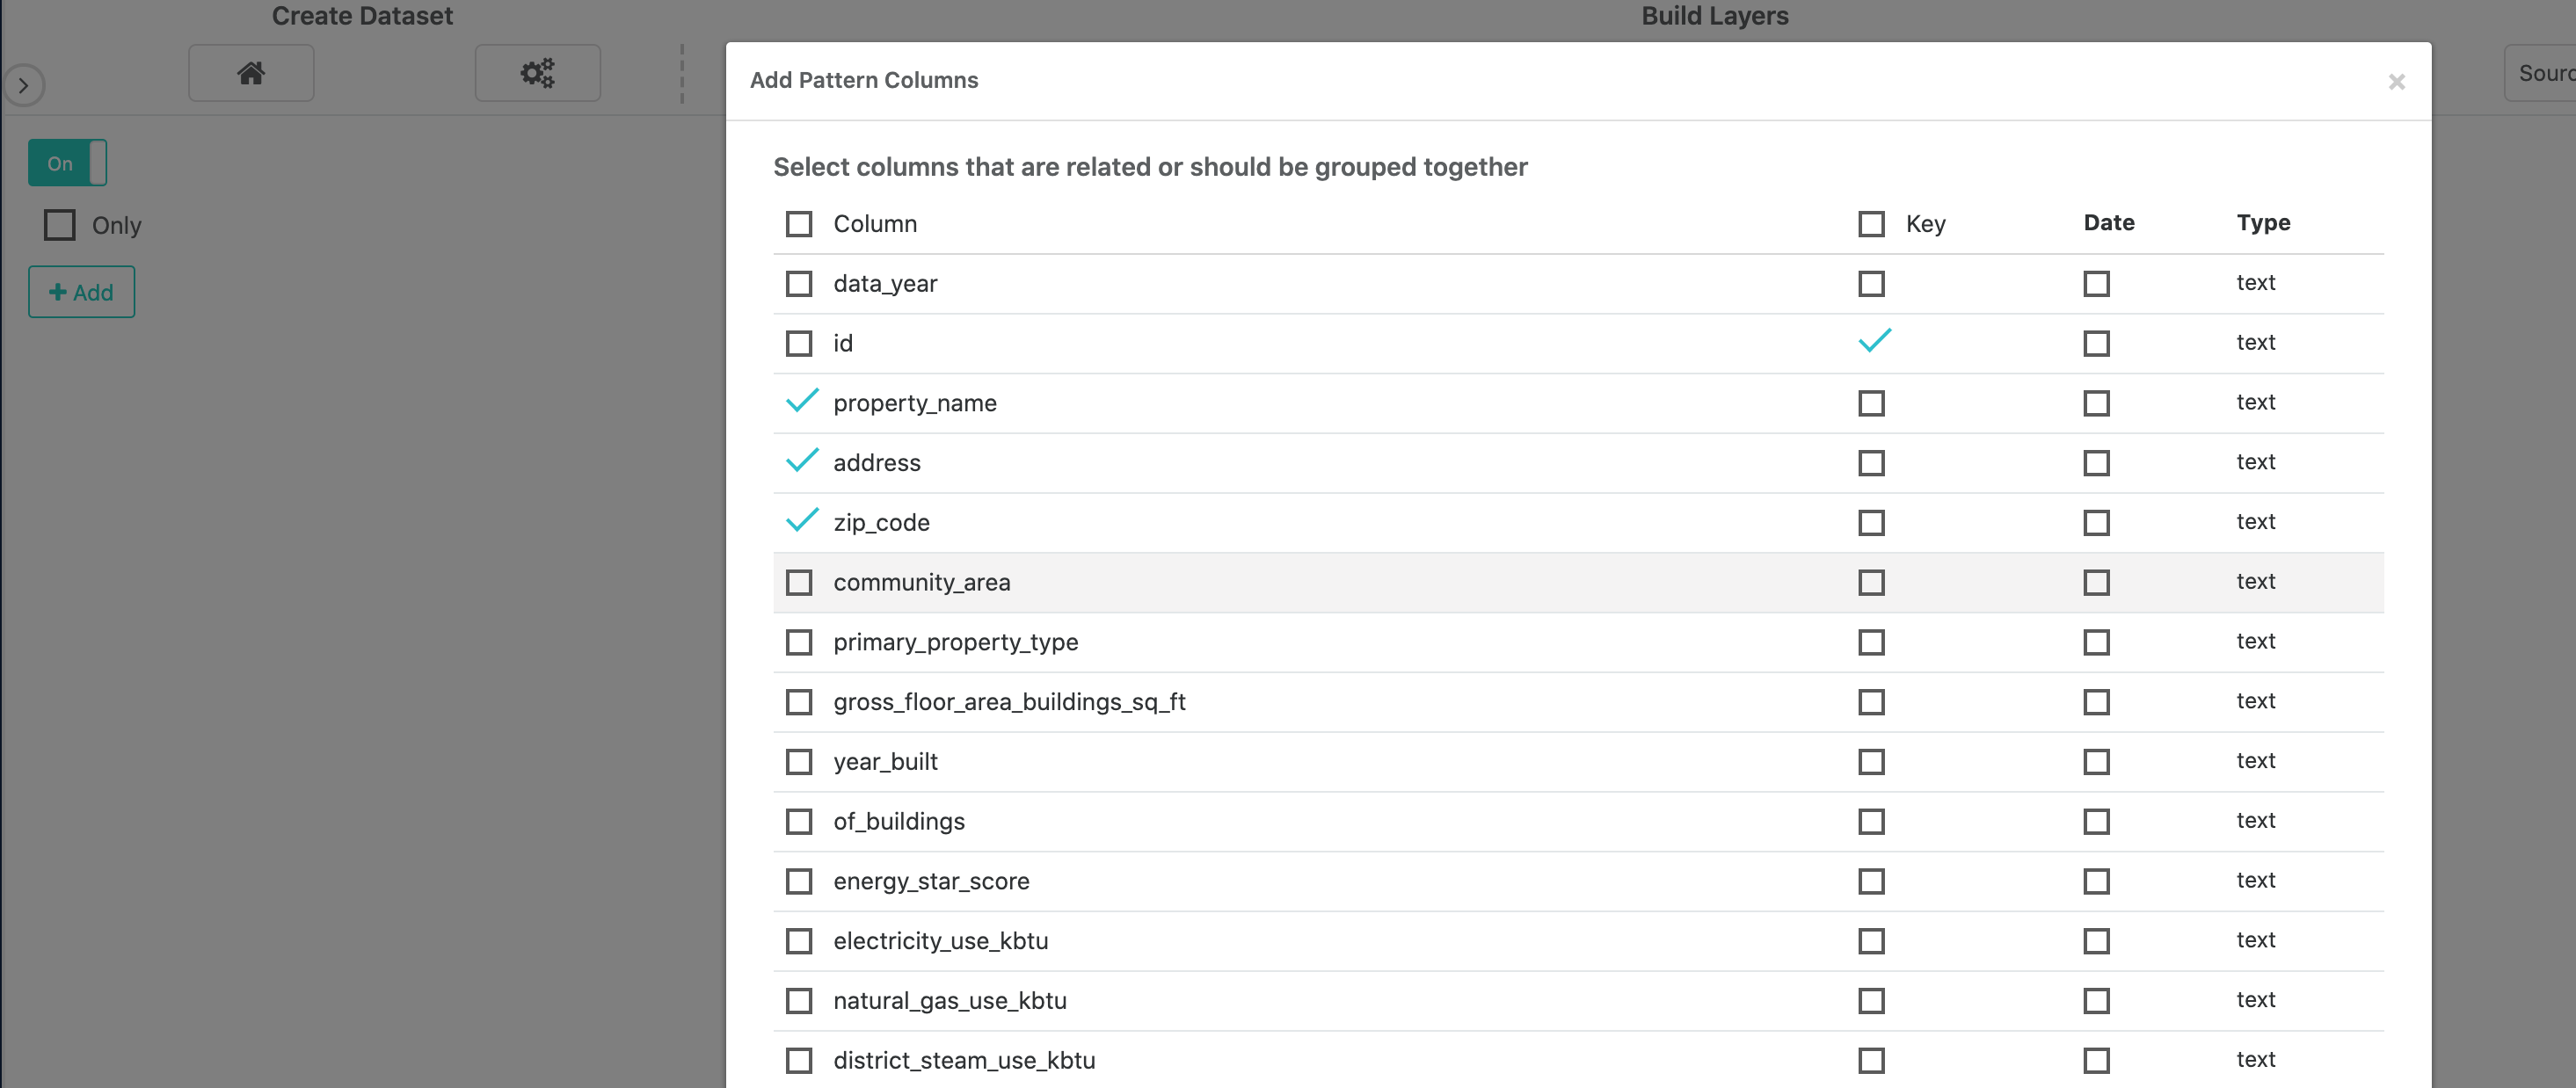 Create Dataset
Build Layers
Sourc
On
Only
Add
Add Pattern Columns
Select columns that are related or should be grouped together
Column Key Date Type
data_year text
id text
property_name text
address text
zip_code text
community_area text
primary_property_type text
gross_floor_area_buildings_sq_ft text
year_built text
of_buildings text
energy_star_score text
electricity_use_kbtu text
natural_gas_use_kbtu text
district_steam_use_kbtu text